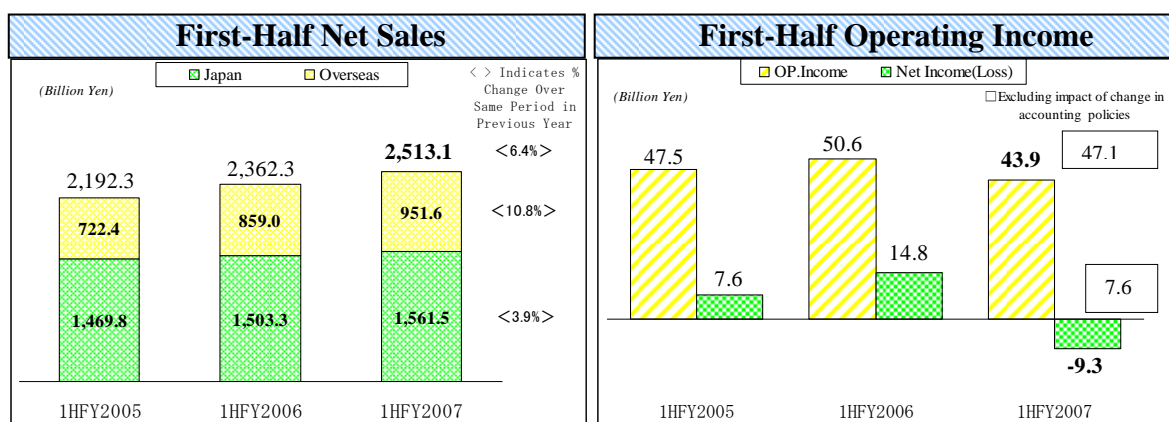 First-Half Net Sales
Japan Overseas
(Billion Yen)
< > Indicates %
Change Over
Same Period in
Previous Year
2,192.3 2,362.3 2,513.1 <6.4%>
722.4 859.0 951.6 <10.8%>
1,469.8 1,503.3 1,561.5 <3.9%>
1HFY2005 1HFY2006 1HFY2007
First-Half Operating Income
OP.Income Net Income(Loss)
(Billion Yen)
□Excluding impact of change in
accounting policies
47.5 50.6 43.9 47.1
7.6 14.8 7.6
-9.3
1HFY2005 1HFY2006 1HFY2007